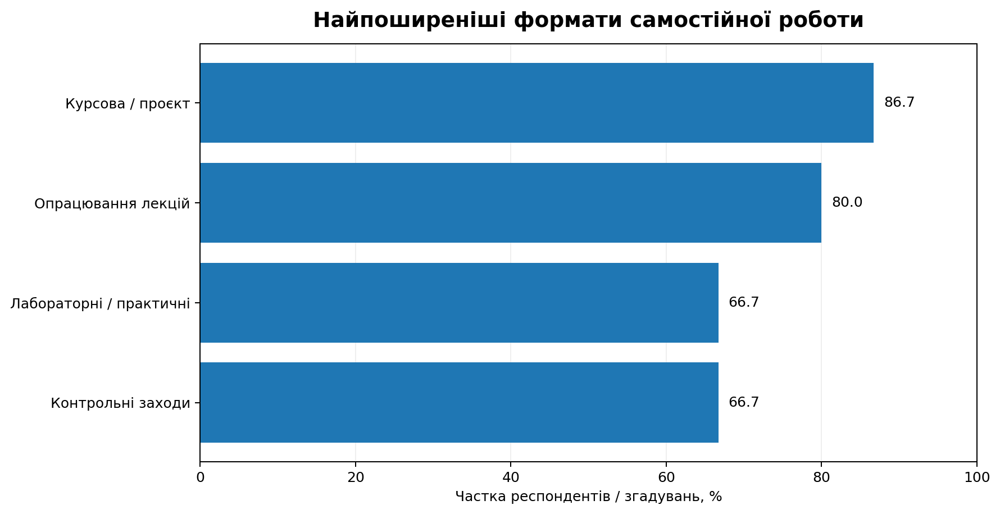 Найпоширеніші формати самостійної роботи
Курсова / проєкт
86.7
Опрацювання лекцій
80.0
Лабораторні / практичні
66.7
Контрольні заходи
66.7
0 20 40 60 80 100
Частка респондентів / згадувань, %